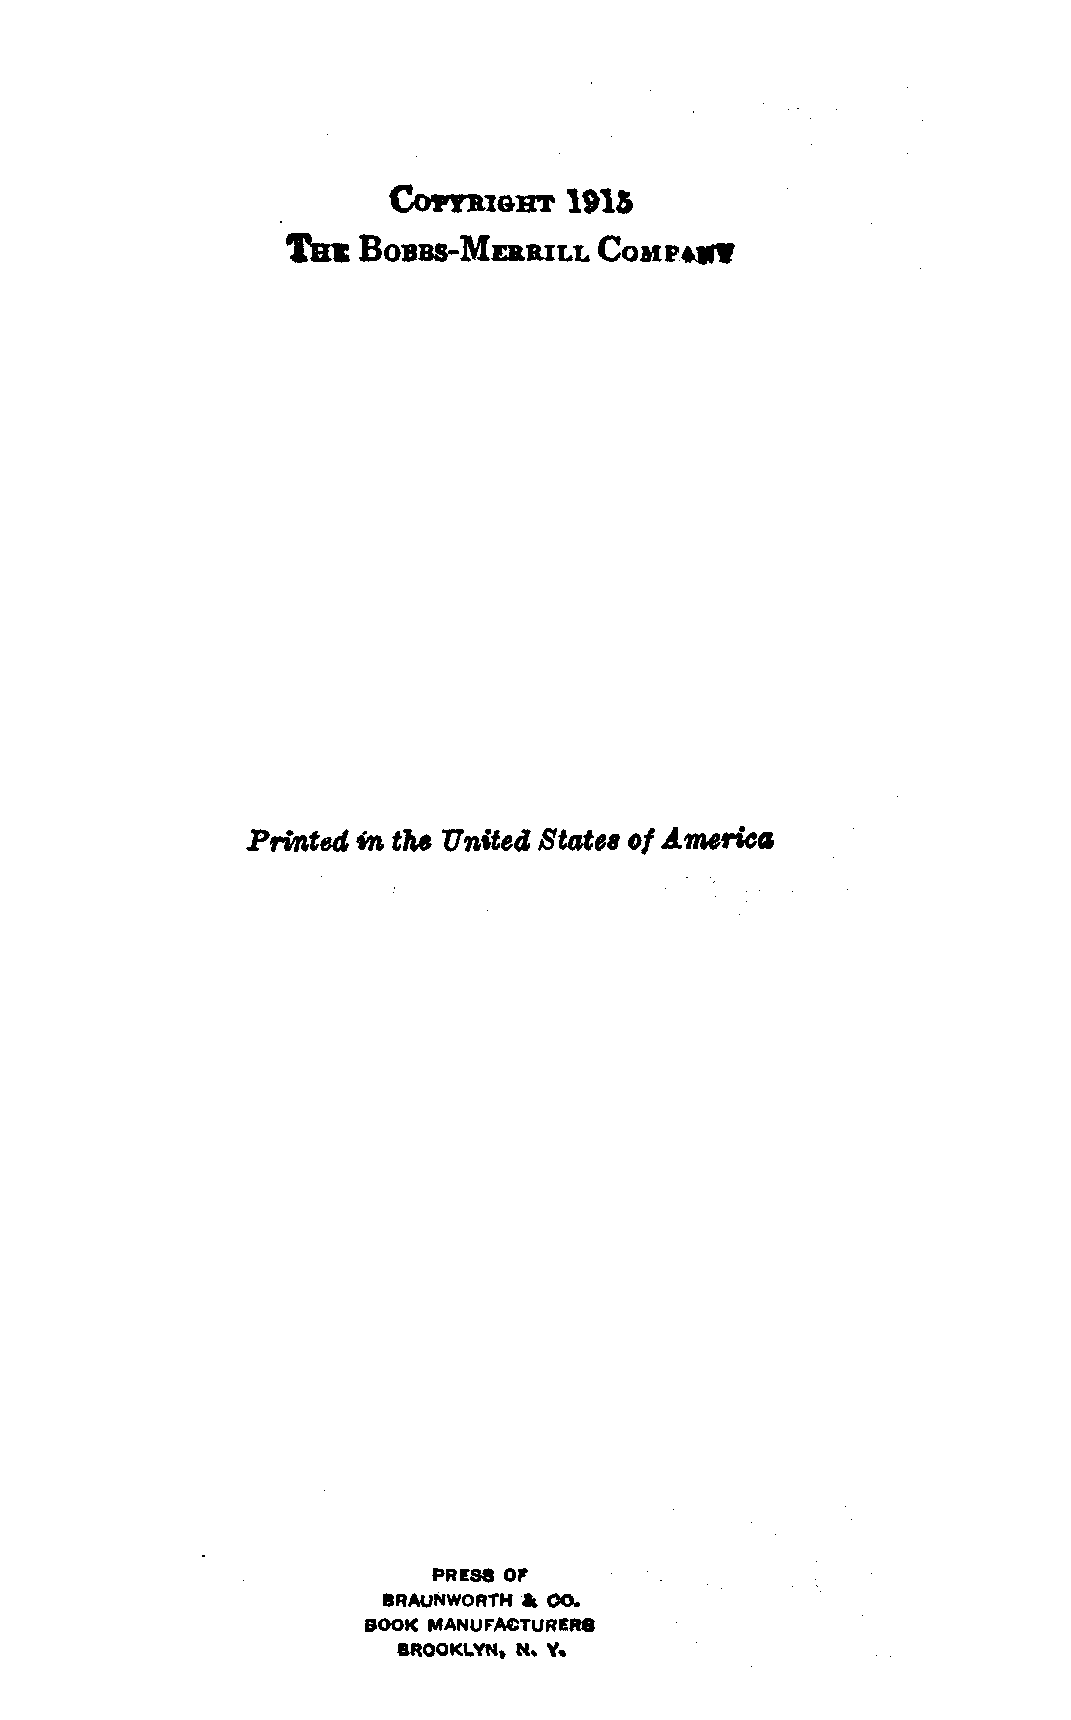 COPYRIGHT 1915
THE BOBBS-MERRILL COMPANY
Printed in the United States of America
PRESS OF
BRAUNWORTH & CO.
BOOK MANUFACTURERS
BROOKLYN, N. Y.